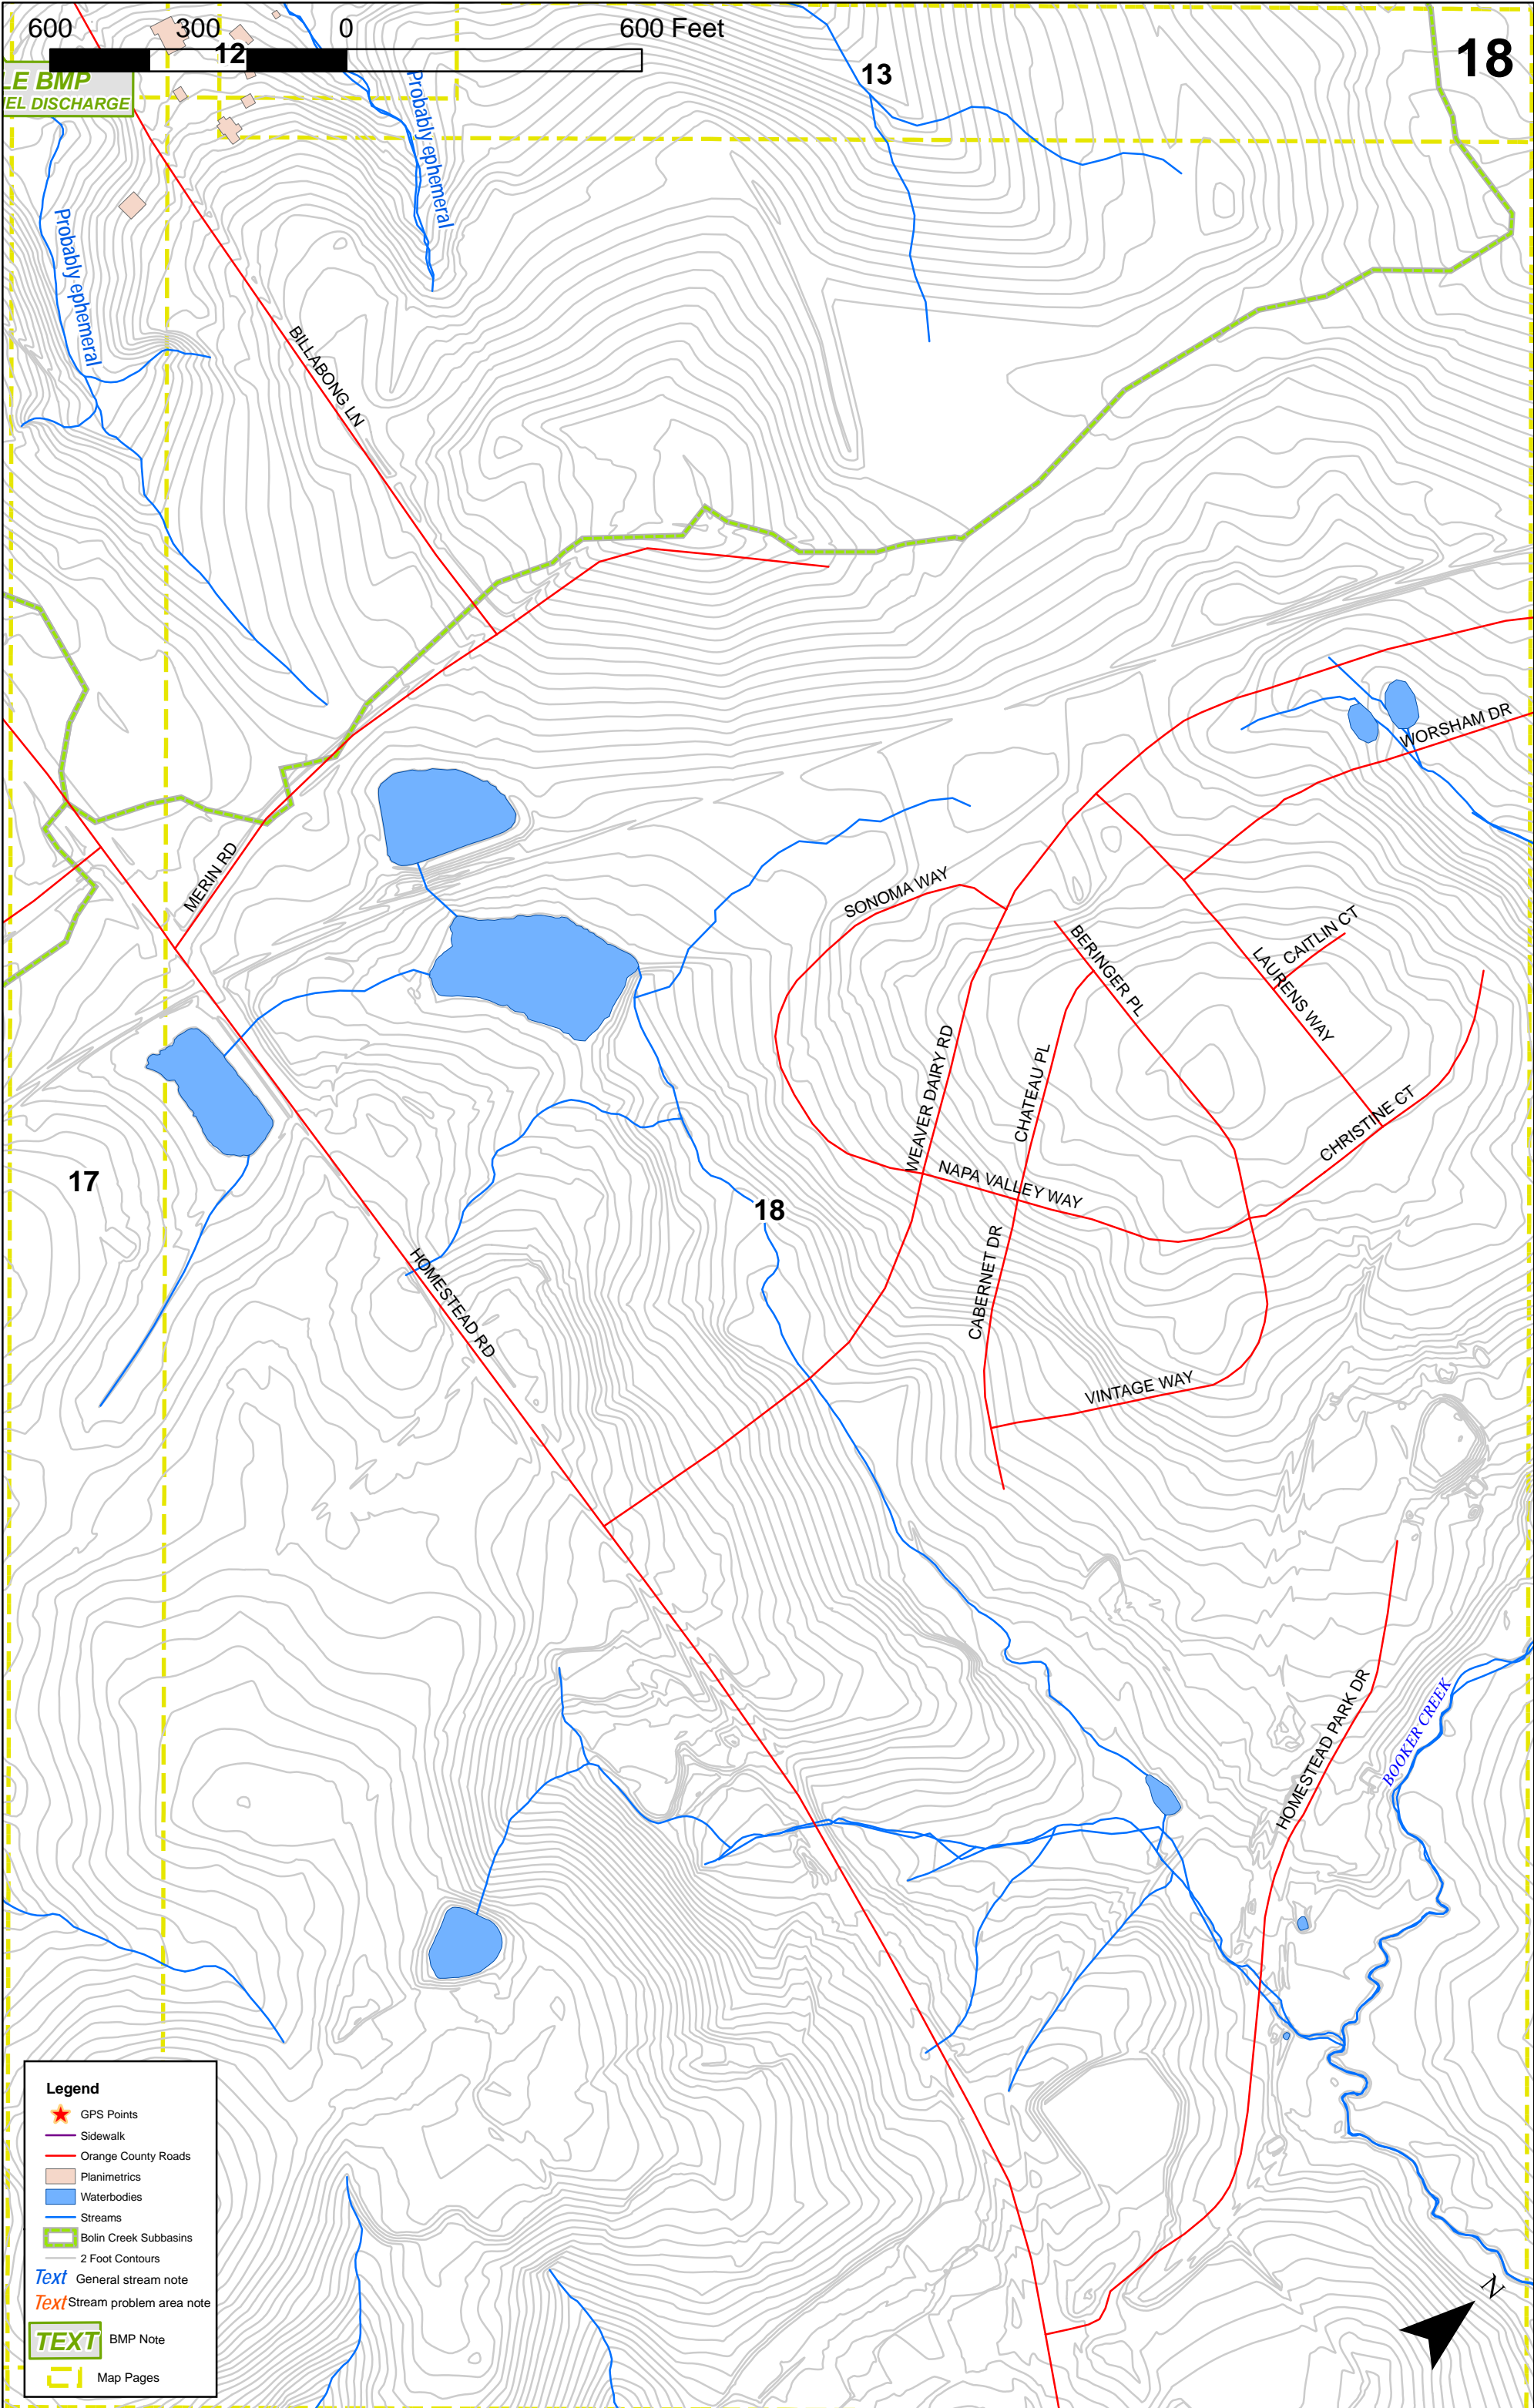 600 300 0 600 Feet
12
13
18
LE BMP
EL DISCHARGE
Probably ephemeral
Probably ephemeral
BILLABONG LN
WORSHAM DR
MERIN RD
SONOMA WAY
BERINGER PL
CAITLIN CT
LAURENS WAY
WEAVER DAIRY RD
CHATEAU PL
CHRISTINE CT
17
NAPA VALLEY WAY
18
CABERNET DR
HOMESTEAD RD
VINTAGE WAY
HOMESTEAD PARK DR
BOOKER CREEK
Legend
GPS Points
Sidewalk
Orange County Roads
Planimetrics
Waterbodies
Streams
Bolin Creek Subbasins
2 Foot Contours
Text General stream note
Text Stream problem area note
TEXT BMP Note
Map Pages
N